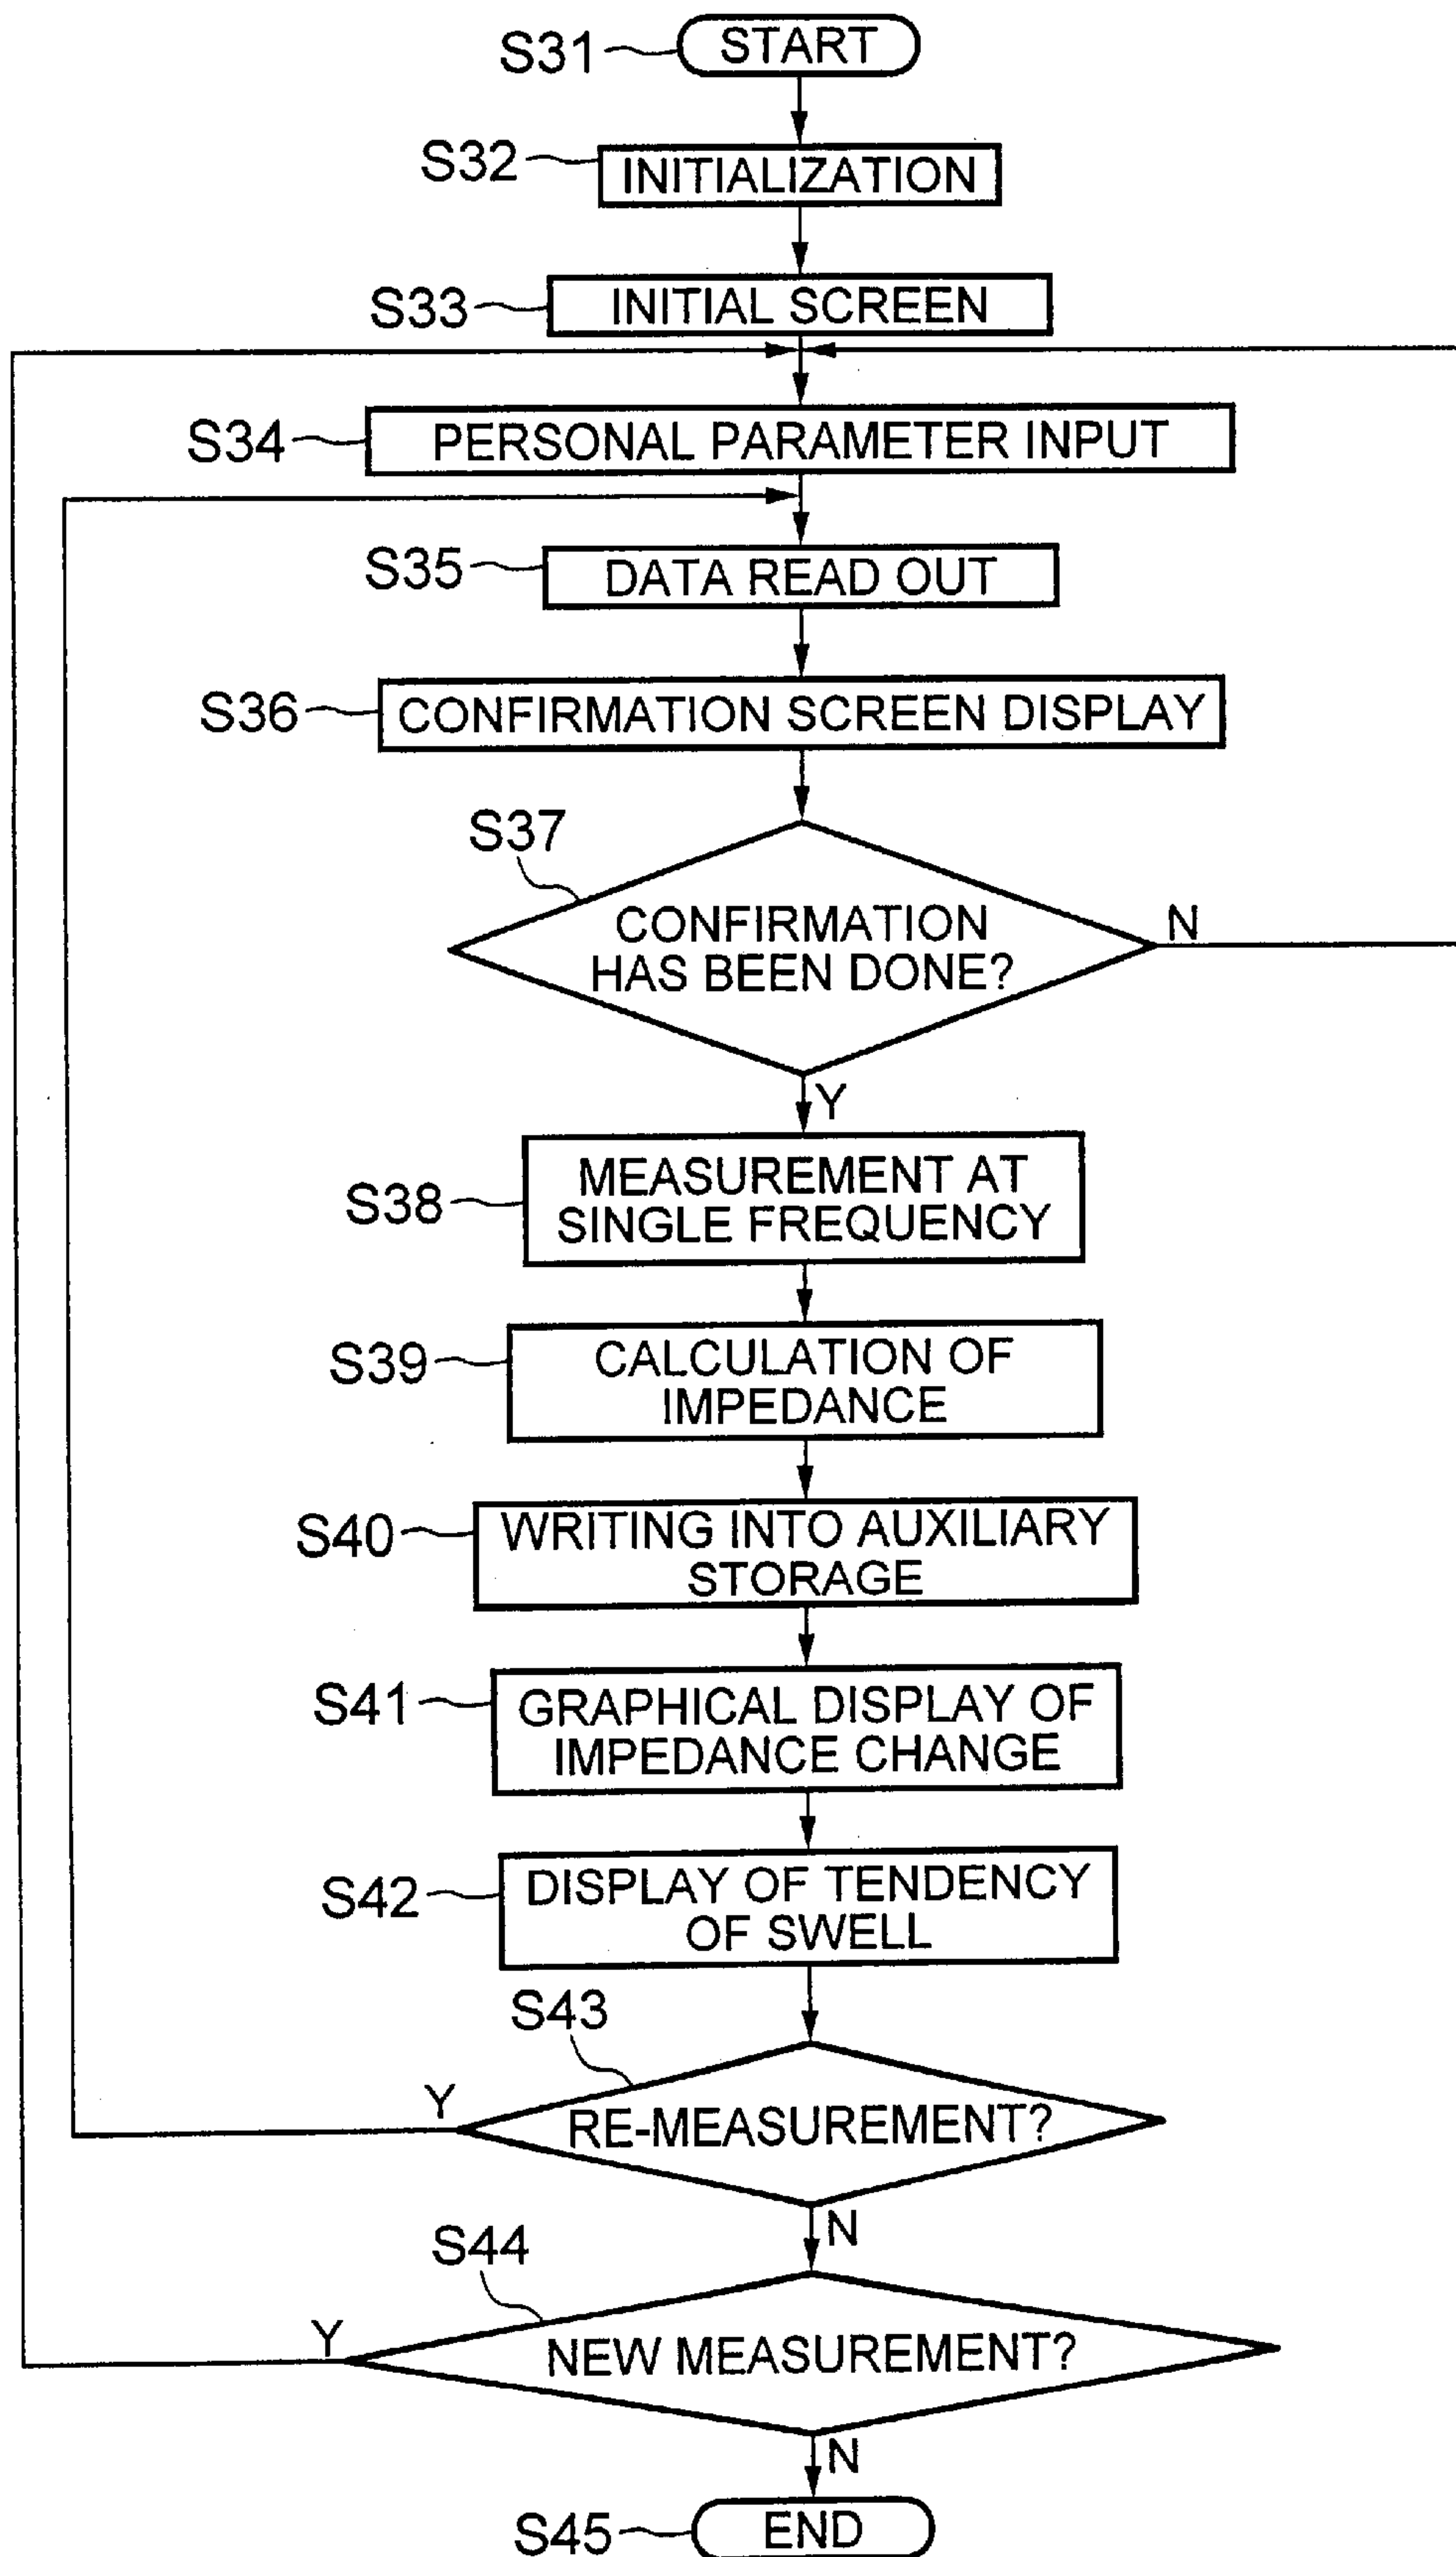 S31 START
S32 INITIALIZATION
S33 INITIAL SCREEN
S34 PERSONAL PARAMETER INPUT
S35 DATA READ OUT
S36 CONFIRMATION SCREEN DISPLAY
S37
CONFIRMATION N
HAS BEEN DONE?
Y
MEASUREMENT AT
S38 SINGLE FREQUENCY
S39 CALCULATION OF
IMPEDANCE
S40 WRITING INTO AUXILIARY
STORAGE
S41 GRAPHICAL DISPLAY OF
IMPEDANCE CHANGE
S42 DISPLAY OF TENDENCY
OF SWELL
S43
Y
RE-MEASUREMENT?
N
S44
Y
NEW MEASUREMENT?
N
S45 END